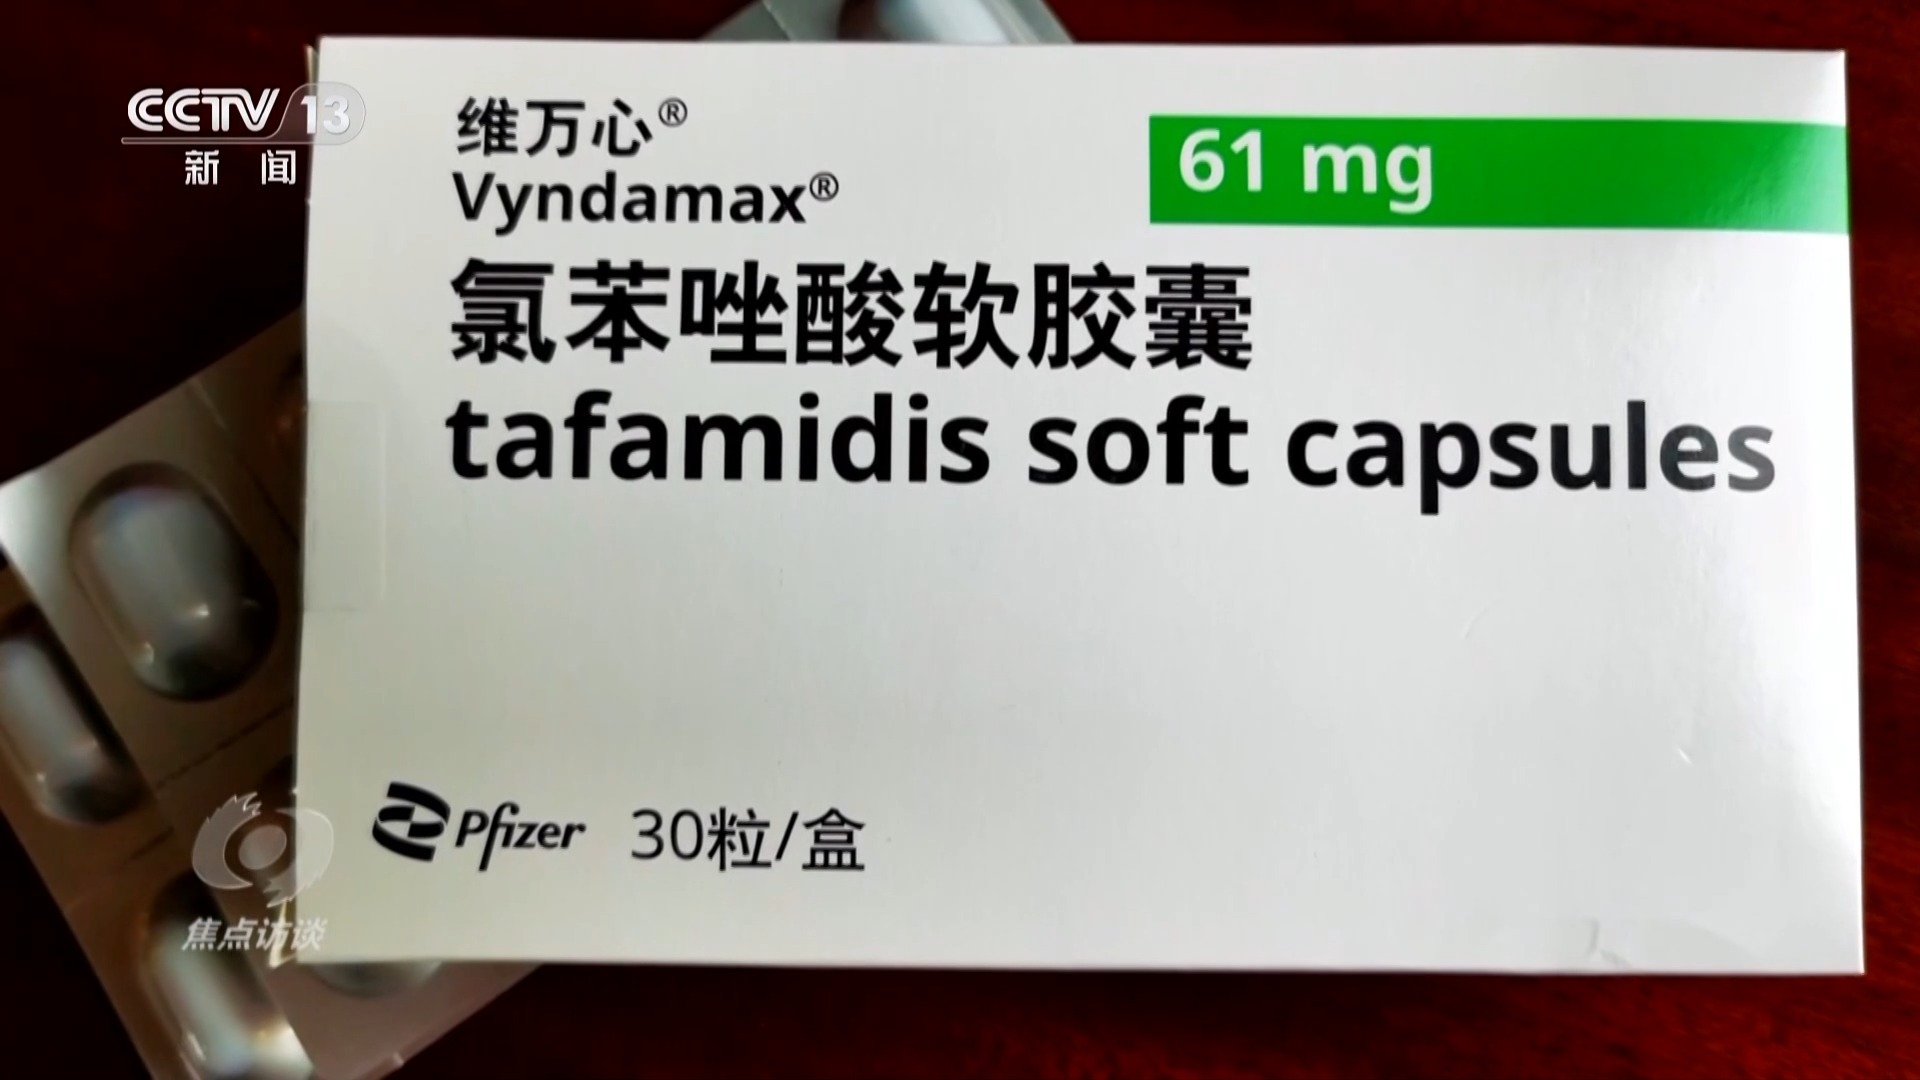 CCTV 13
新闻
维万心®
Vyndamax®
61 mg
氯苯唑酸软胶囊
tafamidis soft capsules
Pfizer 30粒/盒
焦点访谈